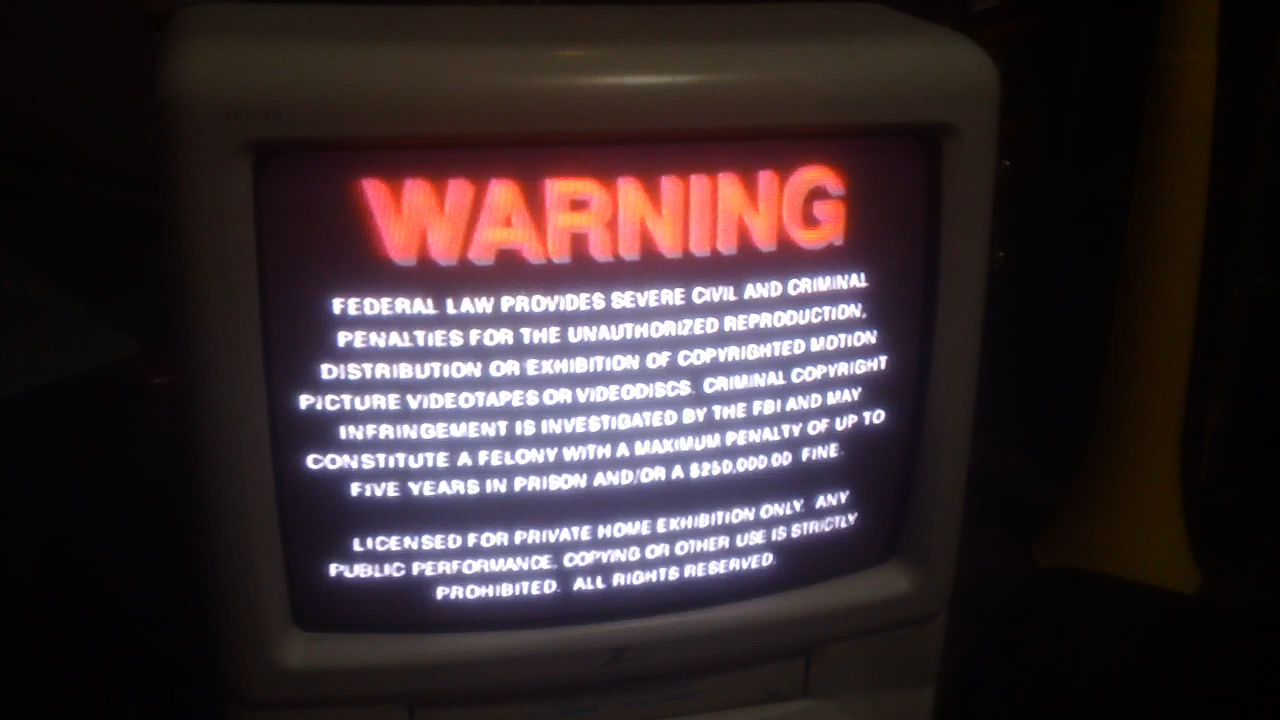 WARNING
FEDERAL LAW PROVIDES SEVERE CIVIL AND CRIMINAL
PENALTIES FOR THE UNAUTHORIZED REPRODUCTION,
DISTRIBUTION OR EXHIBITION OF COPYRIGHTED MOTION
PICTURE VIDEOTAPES OR VIDEODISCS. CRIMINAL COPYRIGHT
INFRINGEMENT IS INVESTIGATED BY THE FBI AND MAY
CONSTITUTE A FELONY WITH A MAXIMUM PENALTY OF UP TO
FIVE YEARS IN PRISON AND/OR A $250,000.00 FINE.
LICENSED FOR PRIVATE HOME EXHIBITION ONLY. ANY
PUBLIC PERFORMANCE, COPYING OR OTHER USE IS STRICTLY
PROHIBITED. ALL RIGHTS RESERVED.